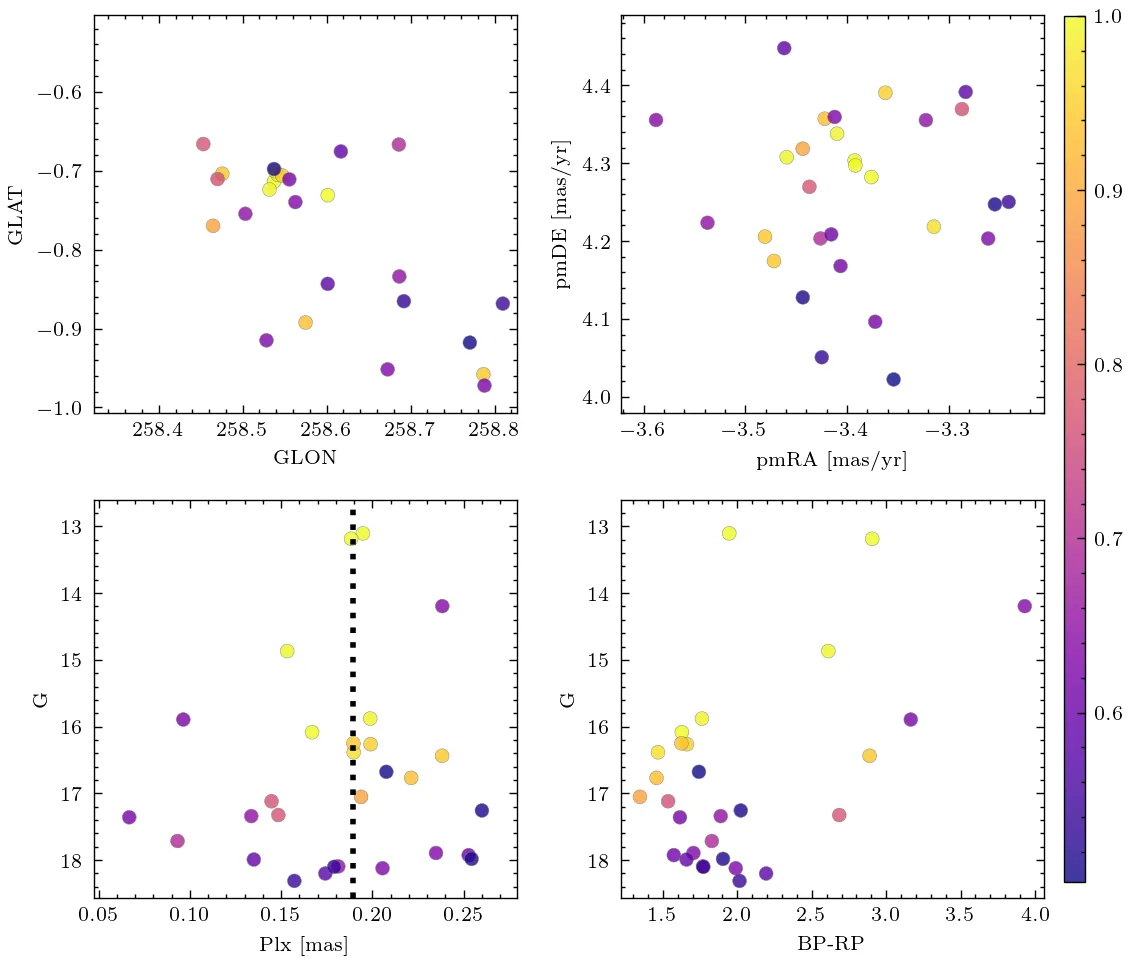 −0.6
−0.7
−0.8
−0.9
−1.0
GLAT
258.4 258.5 258.6 258.7 258.8
GLON
4.4
4.3
4.2
4.1
4.0
pmDE [mas/yr]
−3.6 −3.5 −3.4 −3.3
pmRA [mas/yr]
1.0
0.9
0.8
0.7
0.6
13
14
15
16
17
18
G
0.05 0.10 0.15 0.20 0.25
Plx [mas]
13
14
15
16
17
18
G
1.5 2.0 2.5 3.0 3.5 4.0
BP-RP